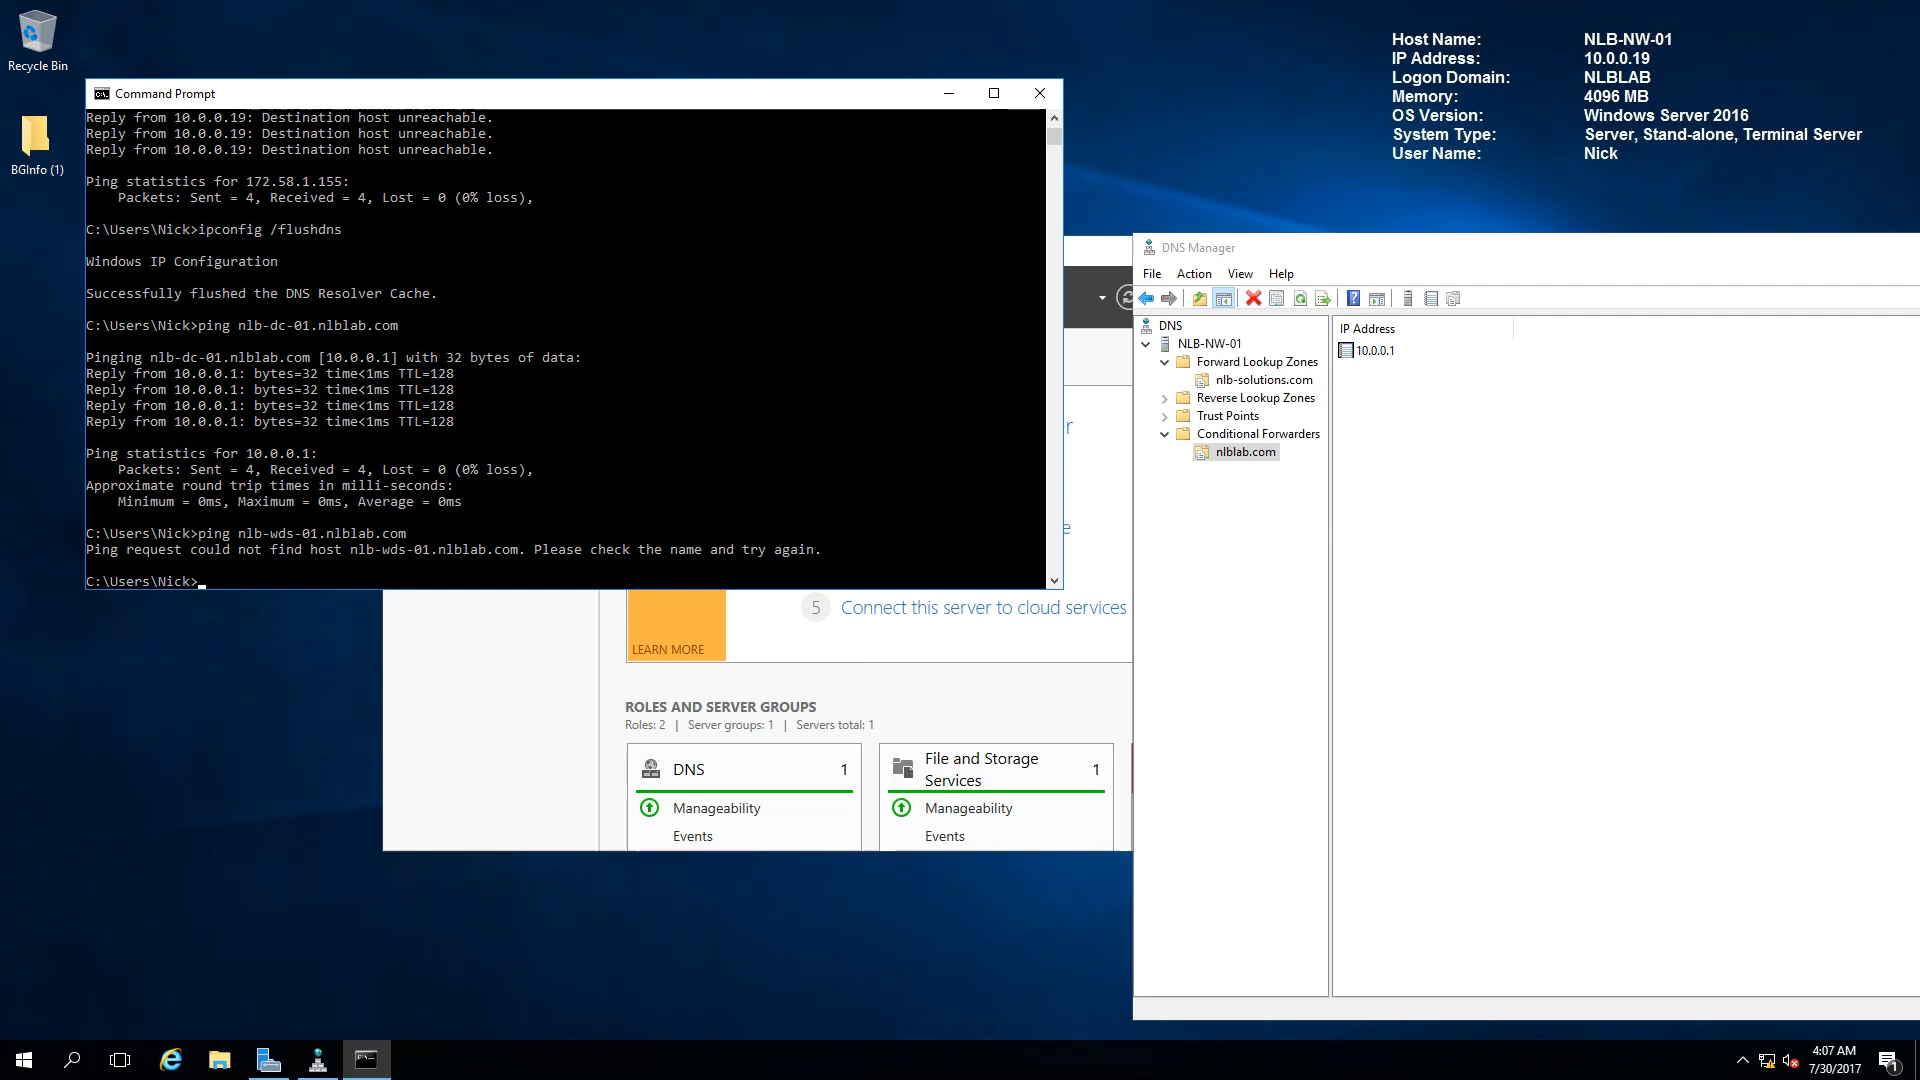 Recycle Bin
BGInfo (1)
Host Name: NLB-NW-01
IP Address: 10.0.0.19
Logon Domain: NLBLAB
Memory: 4096 MB
OS Version: Windows Server 2016
System Type: Server, Stand-alone, Terminal Server
User Name: Nick
Command Prompt
Reply from 10.0.0.19: Destination host unreachable.
Reply from 10.0.0.19: Destination host unreachable.
Reply from 10.0.0.19: Destination host unreachable.
Ping statistics for 172.58.1.155:
Packets: Sent = 4, Received = 4, Lost = 0 (0% loss),
C:\Users\Nick>ipconfig /flushdns
Windows IP Configuration
Successfully flushed the DNS Resolver Cache.
C:\Users\Nick>ping nlb-dc-01.nlblab.com
Pinging nlb-dc-01.nlblab.com [10.0.0.1] with 32 bytes of data:
Reply from 10.0.0.1: bytes=32 time<1ms TTL=128
Reply from 10.0.0.1: bytes=32 time<1ms TTL=128
Reply from 10.0.0.1: bytes=32 time<1ms TTL=128
Reply from 10.0.0.1: bytes=32 time<1ms TTL=128
Ping statistics for 10.0.0.1:
Packets: Sent = 4, Received = 4, Lost = 0 (0% loss),
Approximate round trip times in milli-seconds:
Minimum = 0ms, Maximum = 0ms, Average = 0ms
C:\Users\Nick>ping nlb-wds-01.nlblab.com
Ping request could not find host nlb-wds-01.nlblab.com. Please check the name and try again.
C:\Users\Nick>
DNS Manager
File Action View Help
DNS
NLB-NW-01
Forward Lookup Zones
nlb-solutions.com
Reverse Lookup Zones
Trust Points
Conditional Forwarders
nlblab.com
IP Address
10.0.0.1
5 Connect this server to cloud services
LEARN MORE
ROLES AND SERVER GROUPS
Roles: 2 | Server groups: 1 | Servers total: 1
DNS 1
Manageability
Events
File and Storage Services 1
Manageability
Events
4:07 AM
7/30/2017
1